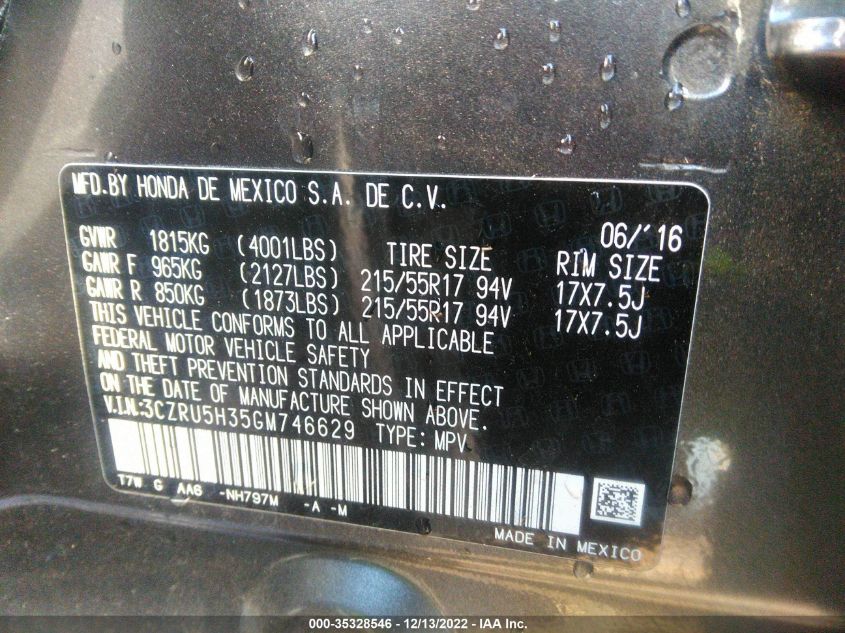 MFD.BY HONDA DE MEXICO S.A. DE C.V.
06/'16
GVWR 1815KG (4001LBS) TIRE SIZE RIM SIZE
GAWR F 965KG (2127LBS) 215/55R17 94V 17X7.5J
GAWR R 850KG (1873LBS) 215/55R17 94V 17X7.5J
THIS VEHICLE CONFORMS TO ALL APPLICABLE
FEDERAL MOTOR VEHICLE SAFETY
AND THEFT PREVENTION STANDARDS IN EFFECT
ON THE DATE OF MANUFACTURE SHOWN ABOVE.
V.I.N.:3CZRU5H35GM746629 TYPE: MPV
T7W G AA6 -NH797M -A -M
MADE IN MEXICO
000-35328546 — 12/13/2022 — IAA Inc.